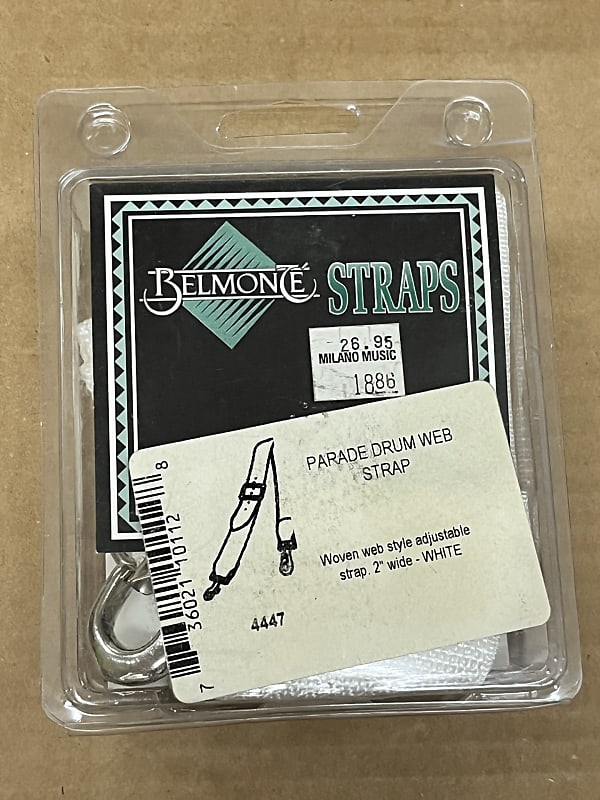 BELMONTÉ STRAPS
26.95
MILANO MUSIC
1886
PARADE DRUM WEB
STRAP
Woven web style adjustable
strap. 2" wide - WHITE
4447
7 36021 10112 8